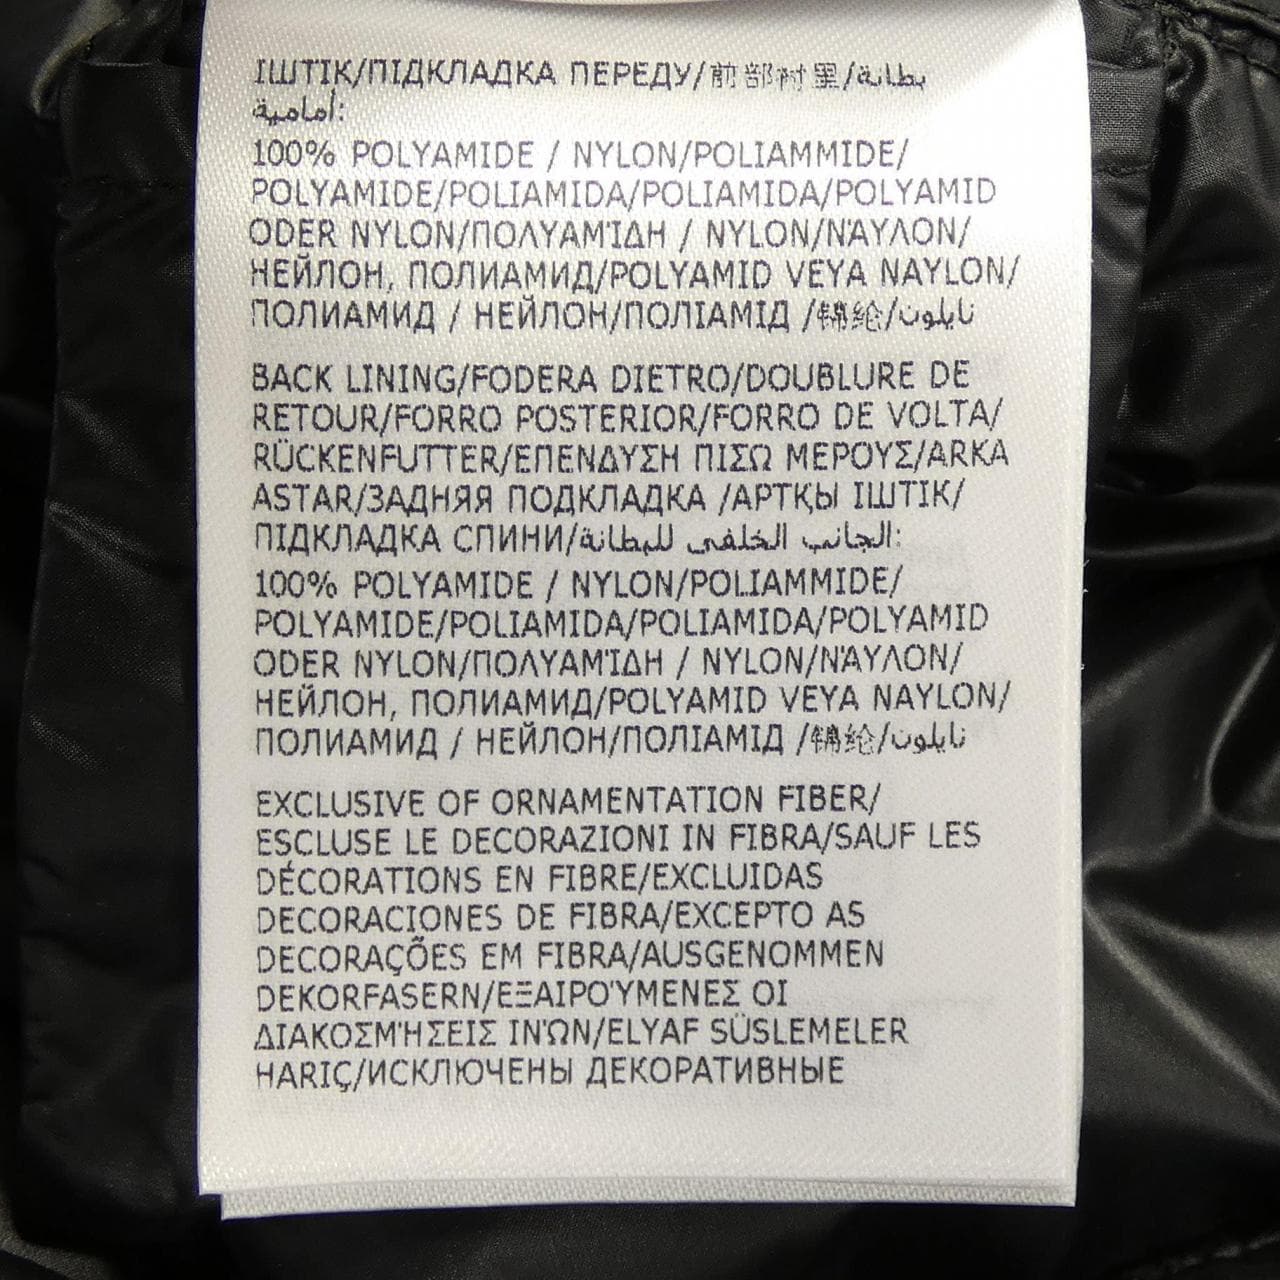 ІШТІК/ПІДКЛАДКА ПЕРЕДУ/前部衬里/بطانة
أمامية:
100% POLYAMIDE / NYLON/POLIAMMIDE/
POLYAMIDE/POLIAMIDA/POLIAMIDA/POLYAMID
ODER NYLON/ΠΟΛΥΑΜΊΔΗ / NYLON/ΝΆΥΛΟΝ/
НЕЙЛОН, ПОЛИАМИД/POLYAMID VEYA NAYLON/
ПОЛИАМИД / НЕЙЛОН/ПОЛІАМІД /锦纶/نايلون
BACK LINING/FODERA DIETRO/DOUBLURE DE
RETOUR/FORRO POSTERIOR/FORRO DE VOLTA/
RÜCKENFUTTER/ΕΠΕΝΔΥΣΗ ΠΙΣΩ ΜΕΡΟΥΣ/ARKA
ASTAR/ЗАДНЯЯ ПОДКЛАДКА /АРТҚЫ ІШТІК/
ПІДКЛАДКА СПИНИ/الجانب الخلفي للبطانة:
100% POLYAMIDE / NYLON/POLIAMMIDE/
POLYAMIDE/POLIAMIDA/POLIAMIDA/POLYAMID
ODER NYLON/ΠΟΛΥΑΜΊΔΗ / NYLON/ΝΆΥΛΟΝ/
НЕЙЛОН, ПОЛИАМИД/POLYAMID VEYA NAYLON/
ПОЛИАМИД / НЕЙЛОН/ПОЛІАМІД /锦纶/نايلون
EXCLUSIVE OF ORNAMENTATION FIBER/
ESCLUSE LE DECORAZIONI IN FIBRA/SAUF LES
DÉCORATIONS EN FIBRE/EXCLUIDAS
DECORACIONES DE FIBRA/EXCEPTO AS
DECORAÇÕES EM FIBRA/AUSGENOMMEN
DEKORFASERN/ΕΞΑΙΡΟΎΜΕΝΕΣ ΟΙ
ΔΙΑΚΟΣΜΉΣΕΙΣ ΙΝΏΝ/ELYAF SÜSLEMELER
HARIÇ/ИСКЛЮЧЕНЫ ДЕКОРАТИВНЫЕ